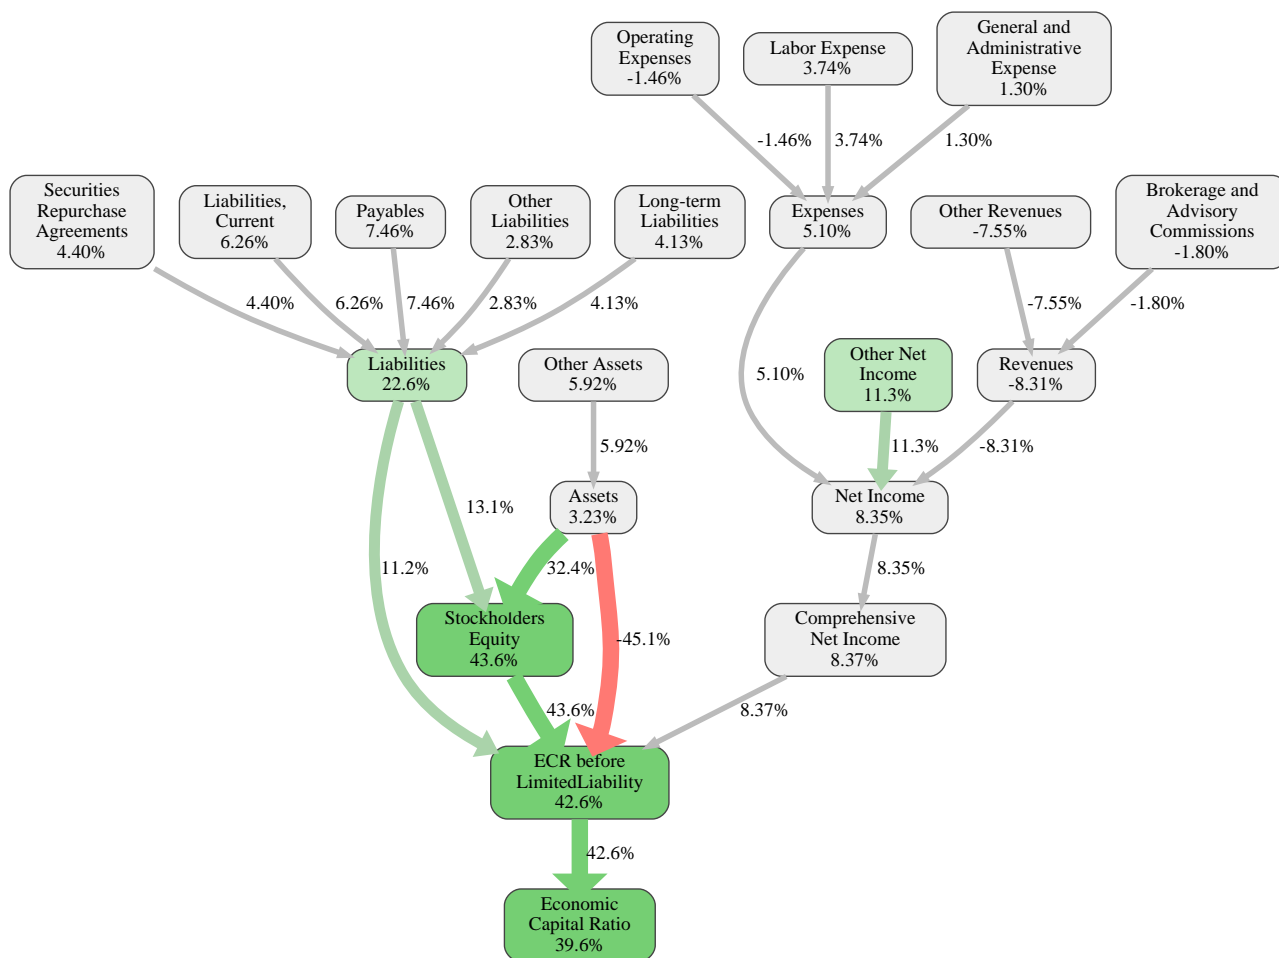 Operating
Expenses
-1.46%
Labor Expense
3.74%
General and
Administrative
Expense
1.30%
-1.46%
3.74%
1.30%
Securities
Repurchase
Agreements
4.40%
Liabilities,
Current
6.26%
Payables
7.46%
Other
Liabilities
2.83%
Long-term
Liabilities
4.13%
Expenses
5.10%
Other Revenues
-7.55%
Brokerage and
Advisory
Commissions
-1.80%
4.40%
6.26%
7.46%
2.83%
4.13%
-7.55%
-1.80%
Liabilities
22.6%
Other Assets
5.92%
5.10%
Other Net
Income
11.3%
Revenues
-8.31%
5.92%
11.3%
-8.31%
Assets
3.23%
Net Income
8.35%
13.1%
11.2%
32.4%
-45.1%
8.35%
Stockholders
Equity
43.6%
Comprehensive
Net Income
8.37%
43.6%
8.37%
ECR before
LimitedLiability
42.6%
42.6%
Economic
Capital Ratio
39.6%